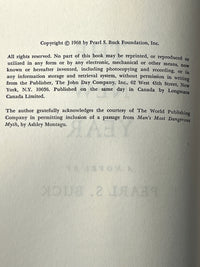 Copyright © 1968 by Pearl S. Buck Foundation, Inc.
All rights reserved. No part of this book may be reprinted, or reproduced or
utilized in any form or by any electronic, mechanical or other means, now
known or hereafter invented, including photocopying and recording, or in
any information storage and retrieval system, without permission in writing
from the Publisher, The John Day Company, Inc., 62 West 45th Street, New
York, N.Y. 10036. Published on the same day in Canada by Longmans
Canada Limited.
The author gratefully acknowledges the courtesy of The World Publishing
Company in permitting inclusion of a passage from Man's Most Dangerous
Myth, by Ashley Montagu.
YEAR
A NOVEL BY
PEARL S. BUCK